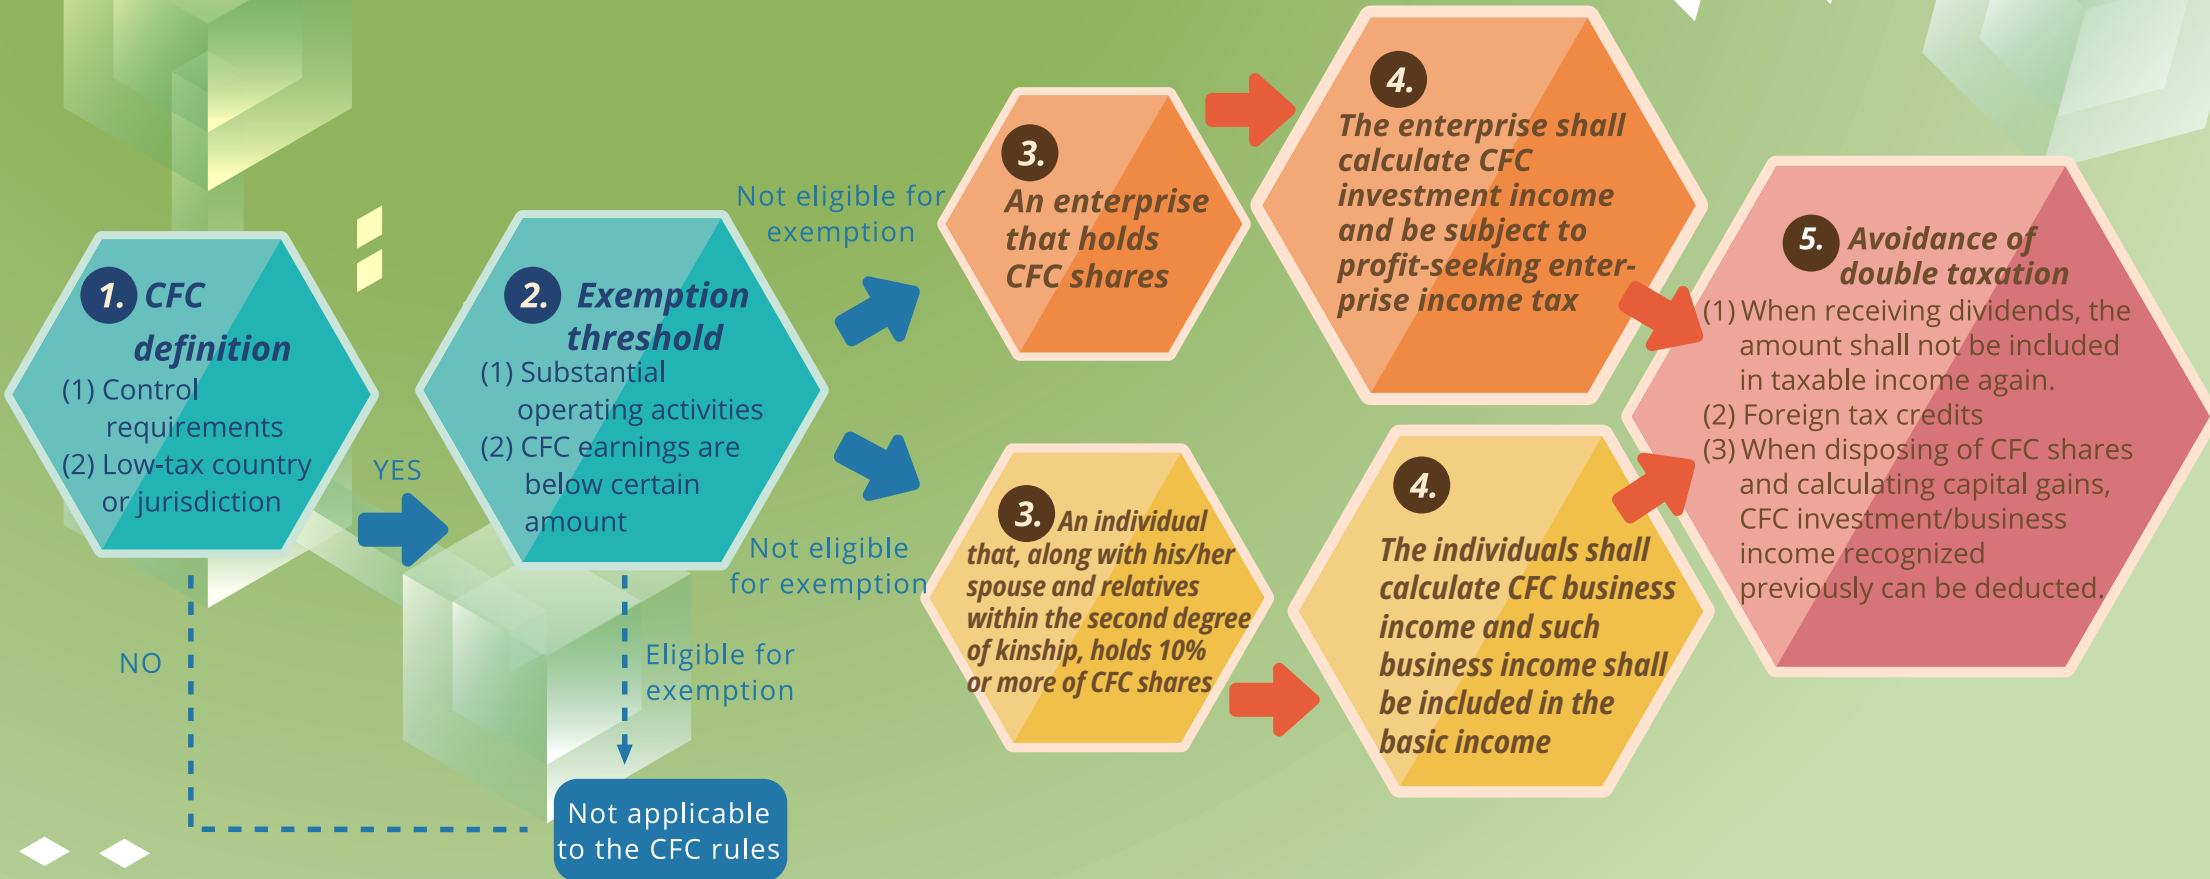 1. CFC
definition
(1) Control
requirements
(2) Low-tax country
or jurisdiction
YES
NO
2. Exemption
threshold
(1) Substantial
operating activities
(2) CFC earnings are
below certain
amount
Not eligible for
exemption
Not eligible
for exemption
Eligible for
exemption
Not applicable
to the CFC rules
3.
An enterprise
that holds
CFC shares
4.
The enterprise shall
calculate CFC
investment income
and be subject to
profit-seeking enter-
prise income tax
3. An individual
that, along with his/her
spouse and relatives
within the second degree
of kinship, holds 10%
or more of CFC shares
4.
The individuals shall
calculate CFC business
income and such
business income shall
be included in the
basic income
5. Avoidance of
double taxation
(1) When receiving dividends, the
amount shall not be included
in taxable income again.
(2) Foreign tax credits
(3) When disposing of CFC shares
and calculating capital gains,
CFC investment/business
income recognized
previously can be deducted.